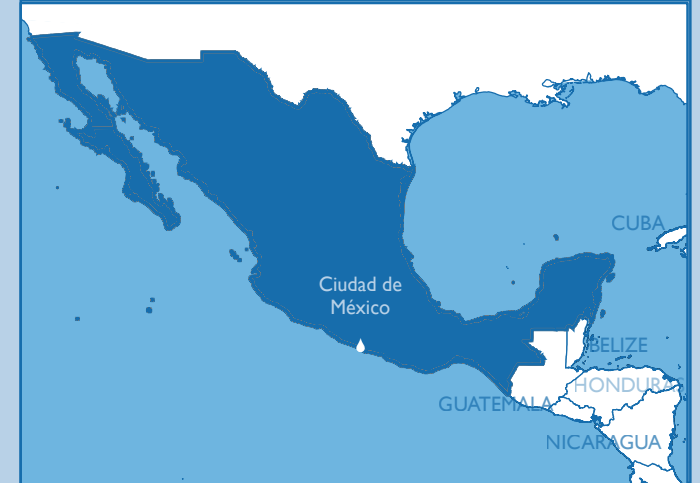 CUBA
Ciudad de
México
BELIZE
HONDURAS
GUATEMALA
NICARAGUA